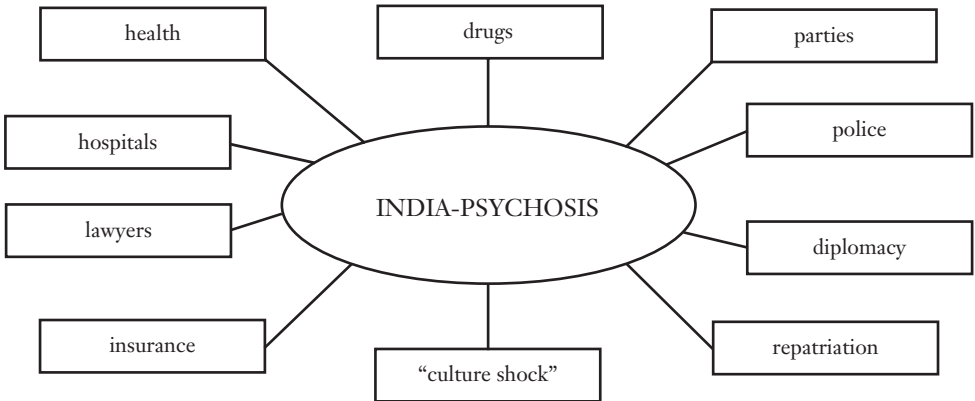 health
drugs
parties
hospitals
police
INDIA-PSYCHOSIS
lawyers
diplomacy
insurance
“culture shock”
repatriation